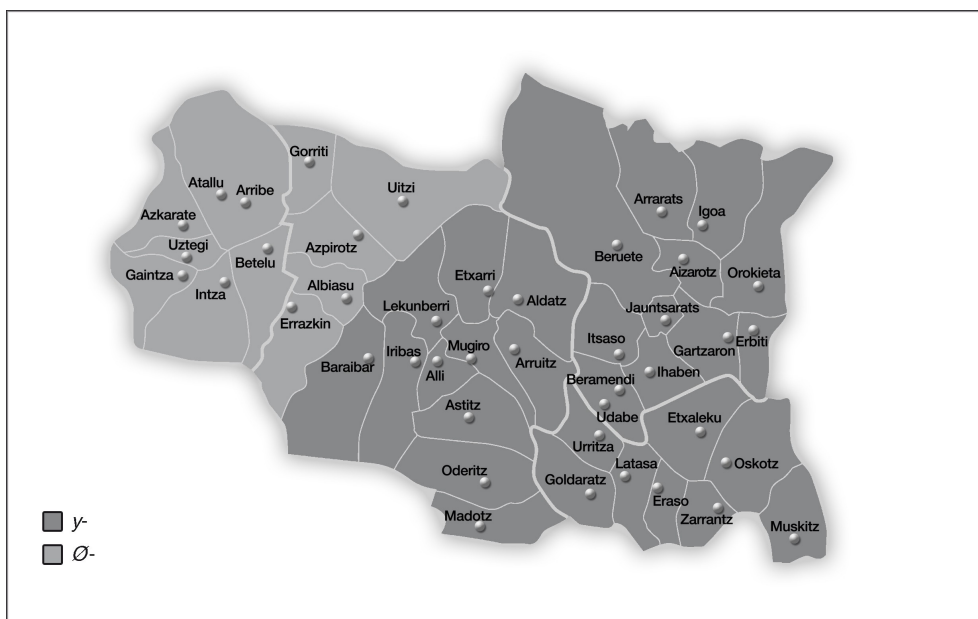 Gorriti
Atallu
Arribe
Uitzi
Azkarate
Arrarats
Igoa
Uztegi
Azpirotz
Beruete
Gaintza
Betelu
Aizarotz
Orokieta
Intza
Albiasu
Etxarri
Aldatz
Lekunberri
Jauntsarats
Errazkin
Itsaso
Gartzaron
Erbiti
Baraibar
Iribas
Mugiro
Alli
Arruitz
Ihaben
Beramendi
Astitz
Udabe
Etxaleku
Urritza
Latasa
Oskotz
Oderitz
Goldaratz
Eraso
Zarrantz
Madotz
Muskitz
y-
Ø-